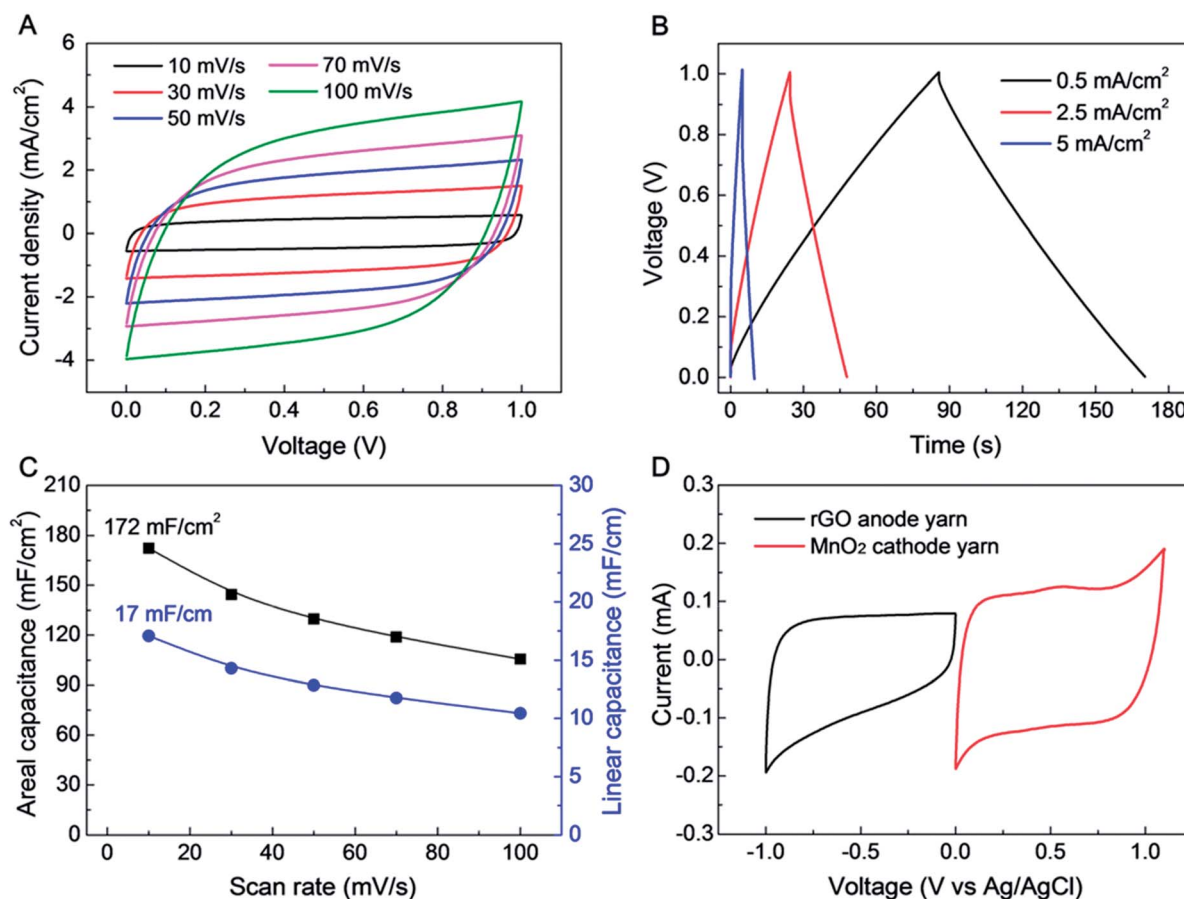 A
6
4
2
0
-2
-4
Current density (mA/cm²)
10 mV/s
30 mV/s
50 mV/s
70 mV/s
100 mV/s
0.0 0.2 0.4 0.6 0.8 1.0
Voltage (V)
B
1.0
0.8
0.6
0.4
0.2
0.0
Voltage (V)
0.5 mA/cm²
2.5 mA/cm²
5 mA/cm²
0 30 60 90 120 150 180
Time (s)
C
210
180
150
120
90
60
30
0
Areal capacitance (mF/cm²)
172 mF/cm²
17 mF/cm
30
25
20
15
10
5
0
Linear capacitance (mF/cm)
0 20 40 60 80 100
Scan rate (mV/s)
D
0.3
0.2
0.1
0.0
-0.1
-0.2
-0.3
Current (mA)
rGO anode yarn
MnO₂ cathode yarn
-1.0 -0.5 0.0 0.5 1.0
Voltage (V vs Ag/AgCl)